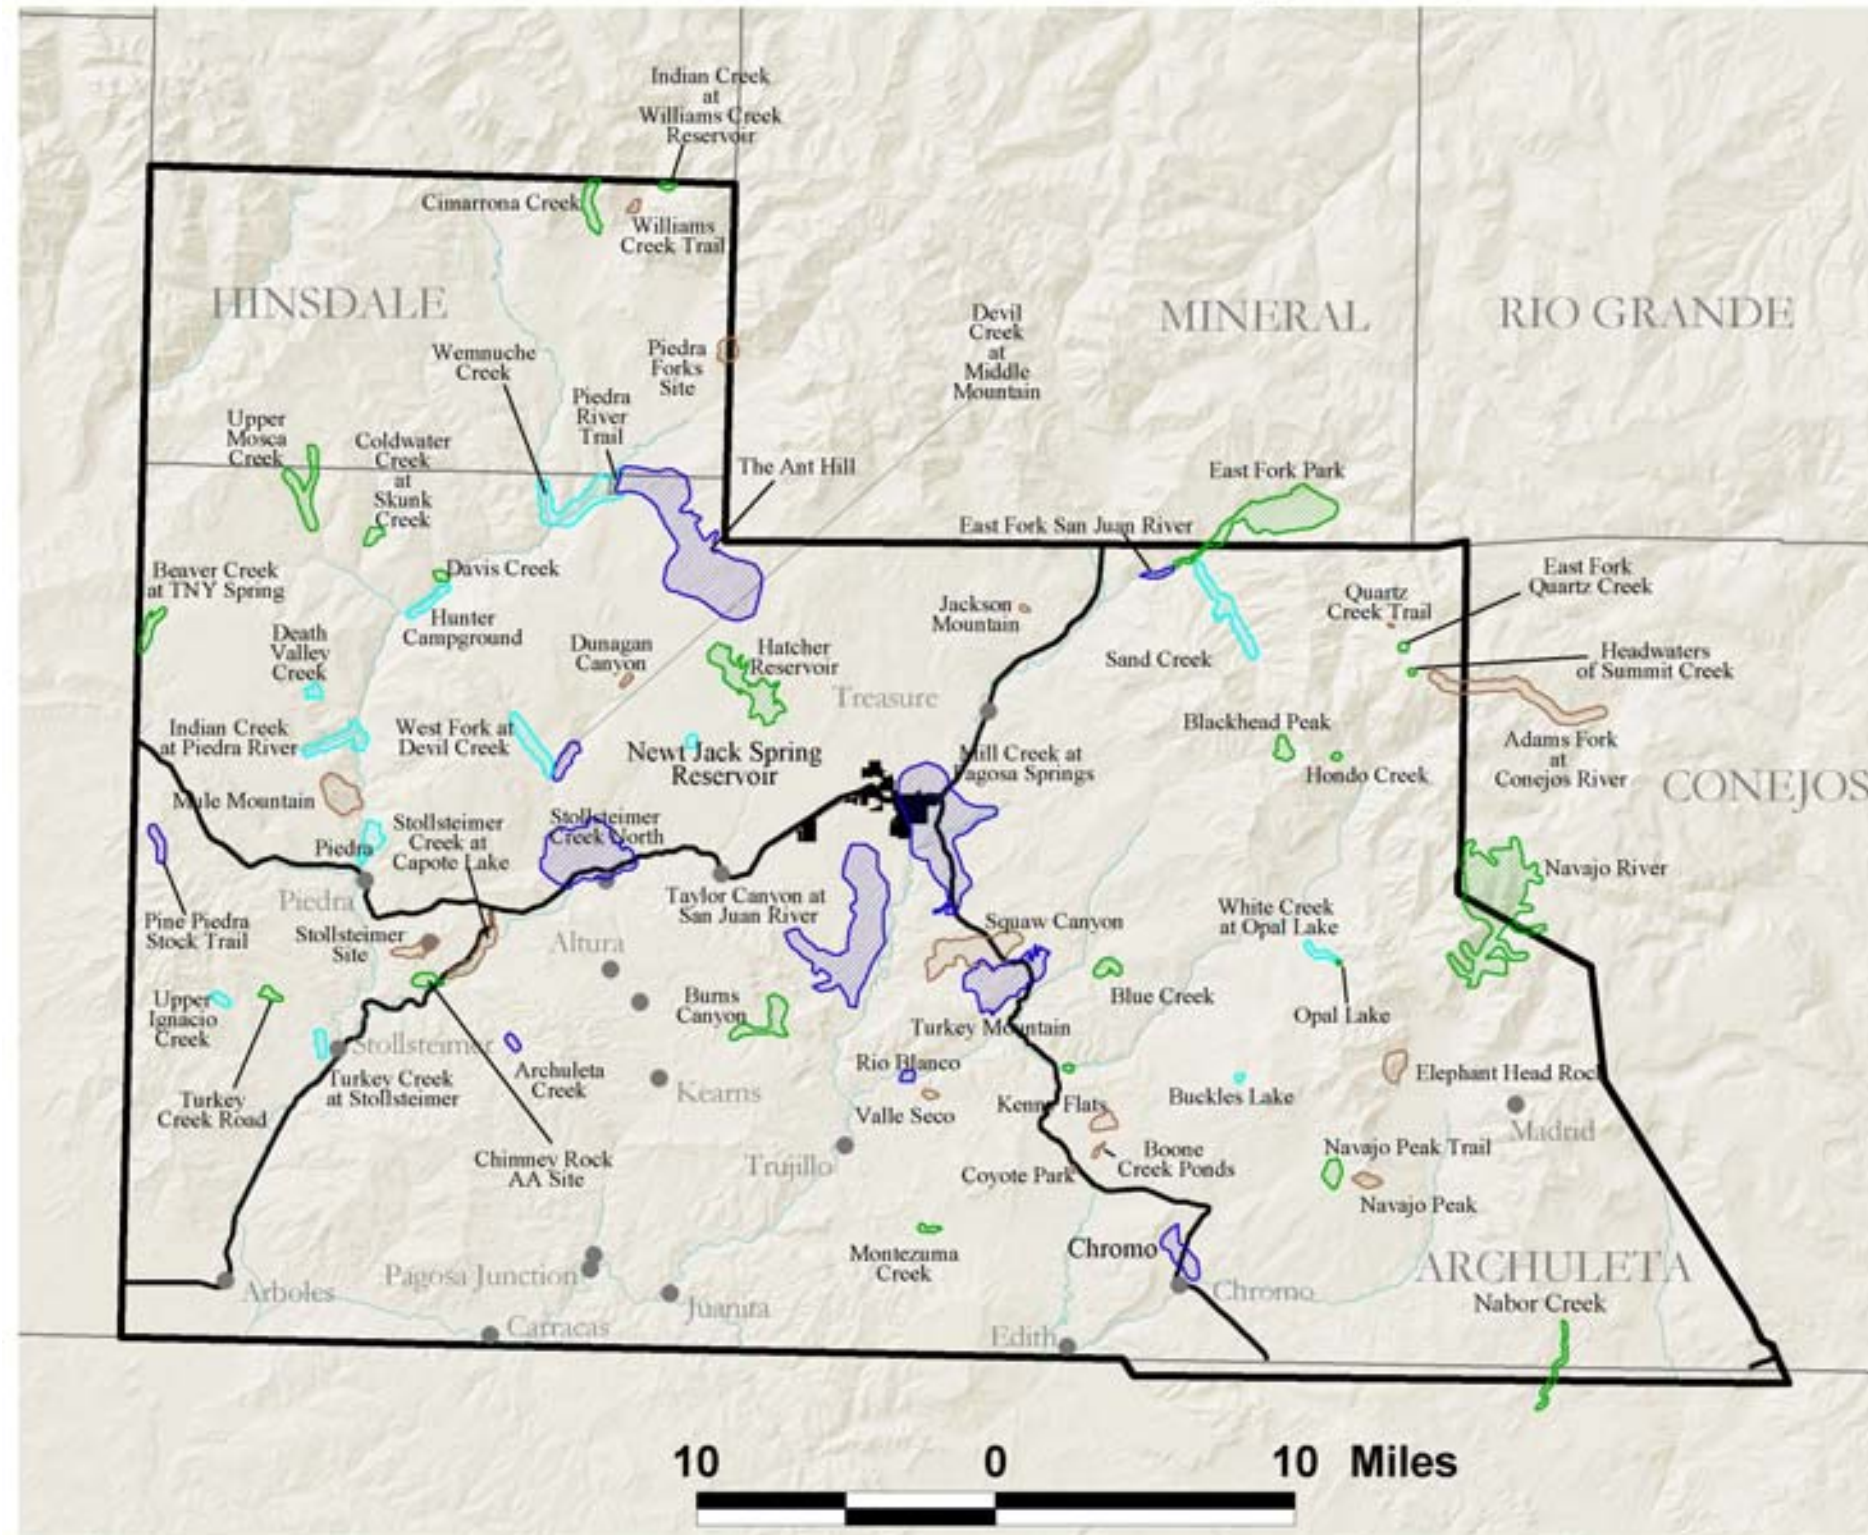 Indian Creek
at
Williams Creek
Reservoir
Cimarrona Creek
Williams
Creek Trail
HINSDALE
MINERAL
RIO GRANDE
Devil
Creek
at
Middle
Mountain
Wemnuche
Creek
Piedra
Forks
Site
Piedra
River
Trail
Upper
Mosca
Creek
Coldwater
Creek
at
Skunk
Creek
The Ant Hill
East Fork Park
East Fork San Juan River
Beaver Creek
at TNY Spring
Davis Creek
Hunter
Campground
East Fork
Quartz Creek
Quartz
Creek Trail
Jackson
Mountain
Death
Valley
Creek
Dunagan
Canyon
Hatcher
Reservoir
Sand Creek
Headwaters
of Summit Creek
Treasure
Indian Creek
at Piedra River
West Fork at
Devil Creek
Newt Jack Spring
Reservoir
Mill Creek at
Pagosa Springs
Blackhead Peak
Hondo Creek
Adams Fork
at
Conejos River
CONEJOS
Mule Mountain
Stollsteimer
Creek at
Capote Lake
Stollsteimer
Creek North
Piedra
Piedra
Navajo River
Taylor Canyon at
San Juan River
Pine Piedra
Stock Trail
Stollsteimer
Site
Altura
Squaw Canyon
White Creek
at Opal Lake
Upper
Ignacio
Creek
Burns
Canyon
Blue Creek
Opal Lake
Turkey Mountain
Stollsteimer
Turkey Creek
at Stollsteimer
Archuleta
Creek
Rio Blanco
Kearns
Valle Seco
Kenny Flats
Buckles Lake
Elephant Head Rock
Madrid
Turkey
Creek Road
Chimney Rock
AA Site
Trujillo
Boone
Creek Ponds
Coyote Park
Navajo Peak Trail
Navajo Peak
Montezuma
Creek
Chromo
Chromo
ARCHULETA
Nabor Creek
Arboles
Pagosa Junction
Juanita
Carracas
Edith
10 0 10 Miles